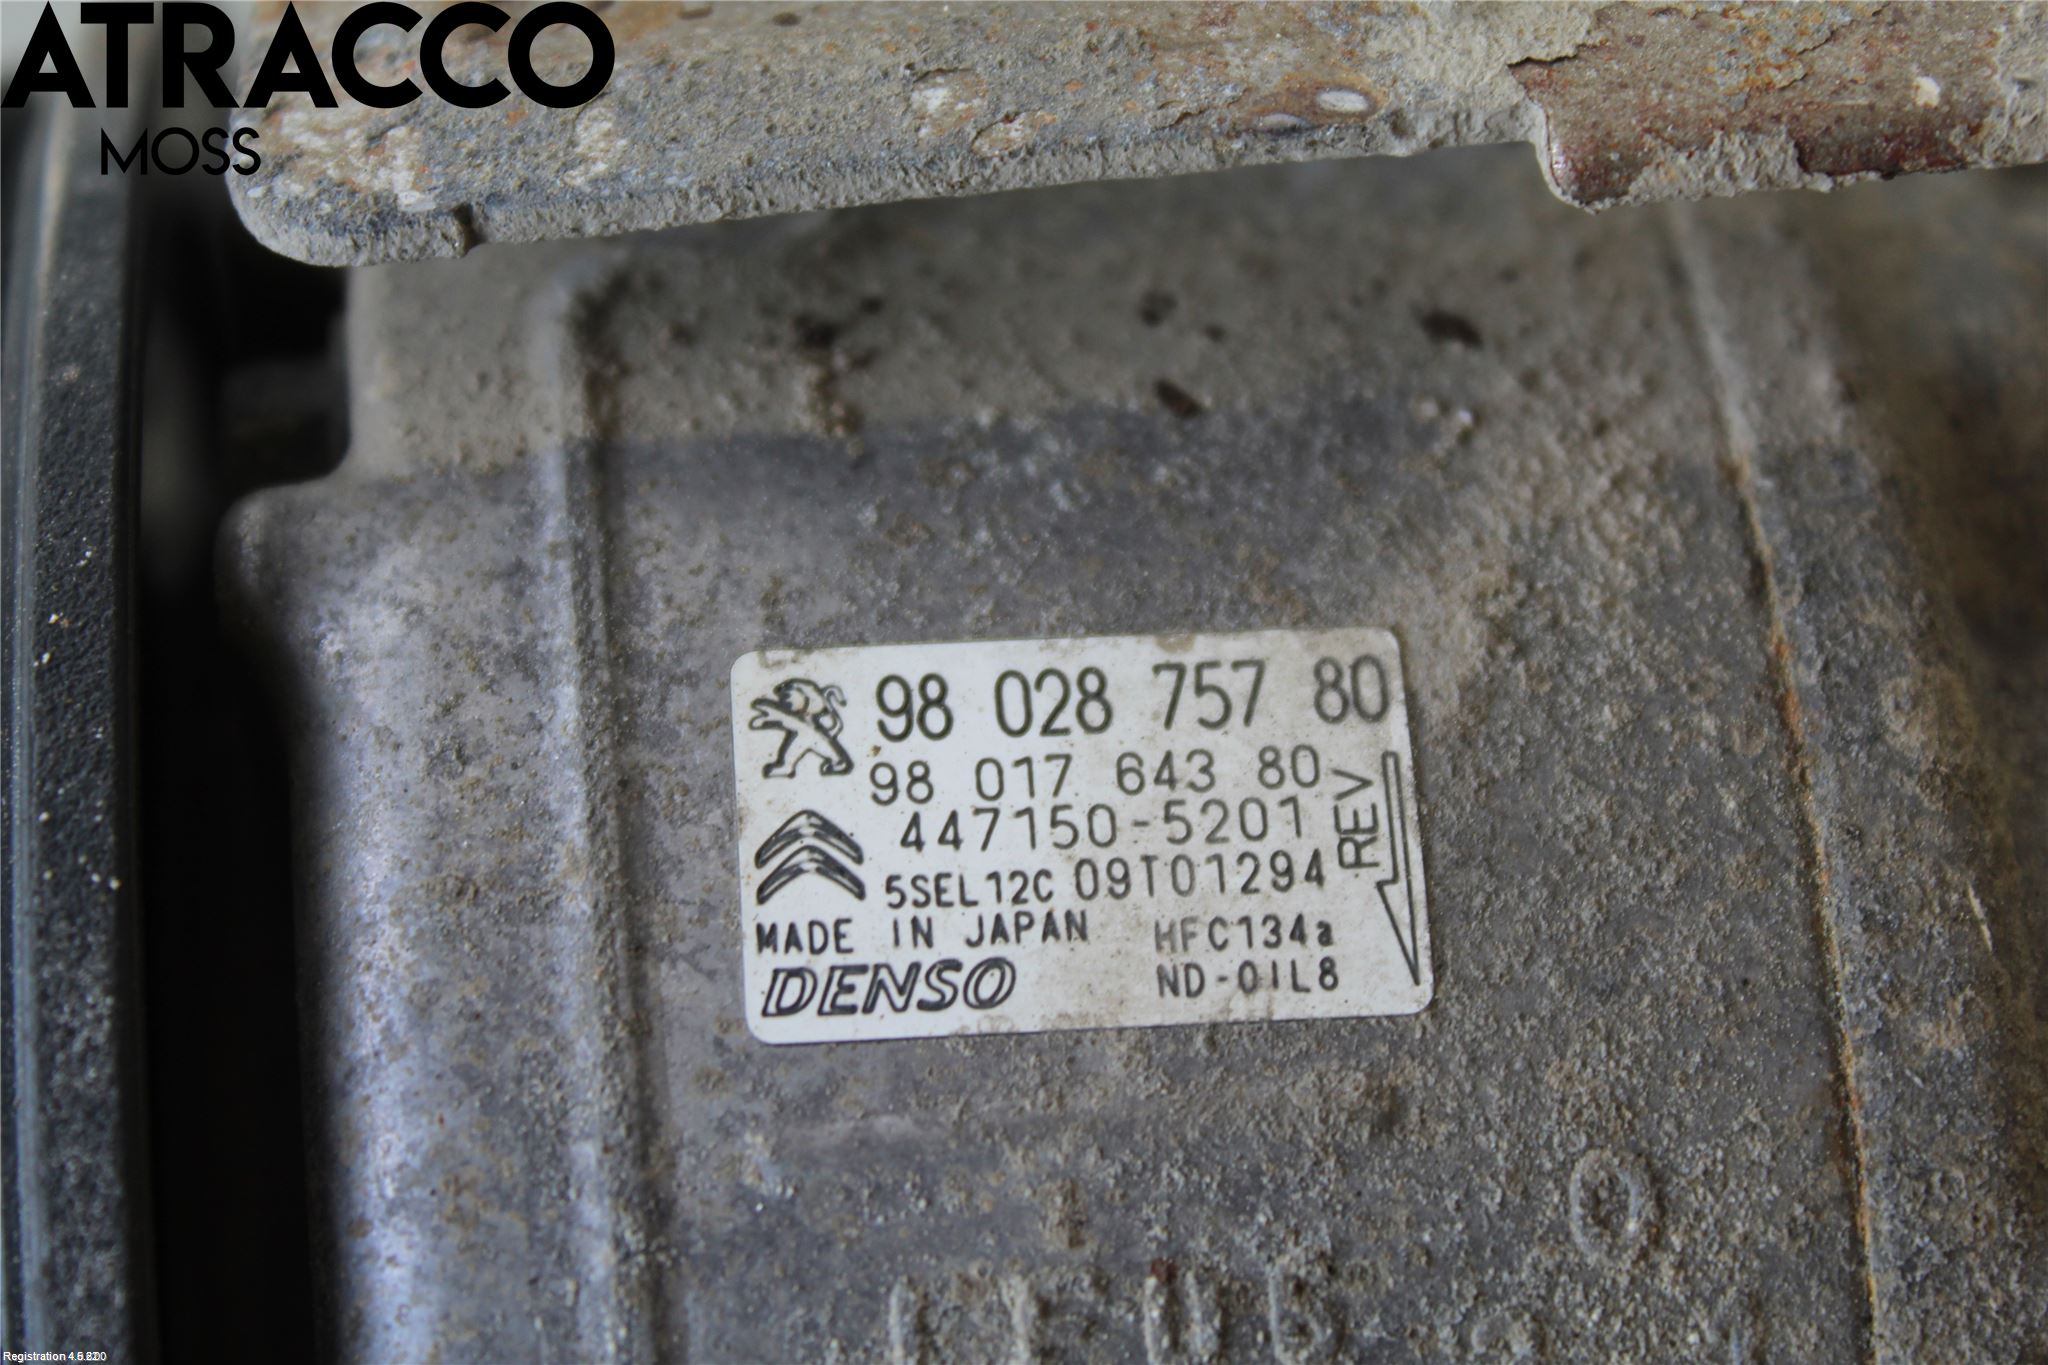 ATRACCO
MOSS
98 028 757 80
98 017 643 80
447150-5201
REV
5SEL12C 09T01294
MADE IN JAPAN HFC134a
DENSO ND-OIL8